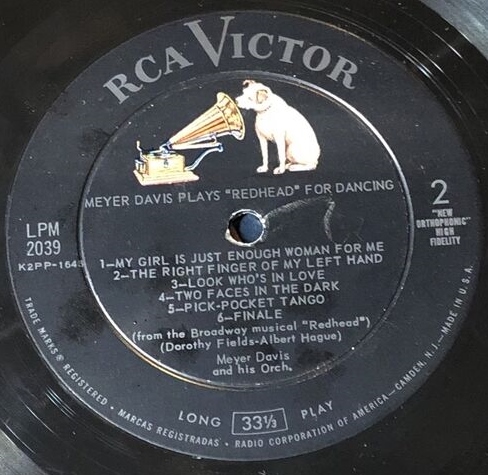 RCA VICTOR
MEYER DAVIS PLAYS "REDHEAD" FOR DANCING
LPM
2039
K2PP-1643
2
"NEW
ORTHOPHONIC"
HIGH
FIDELITY
1—MY GIRL IS JUST ENOUGH WOMAN FOR ME
2—THE RIGHT FINGER OF MY LEFT HAND
3—LOOK WHO'S IN LOVE
4—TWO FACES IN THE DARK
5—PICK-POCKET TANGO
6—FINALE
(from the Broadway musical "Redhead")
(Dorothy Fields-Albert Hague)
Meyer Davis
and his Orch.
LONG 33⅓ PLAY
TRADE MARKS ® REGISTERED • MARCAS REGISTRADAS • RADIO CORPORATION OF AMERICA—CAMDEN, N.J.—MADE IN U.S.A.